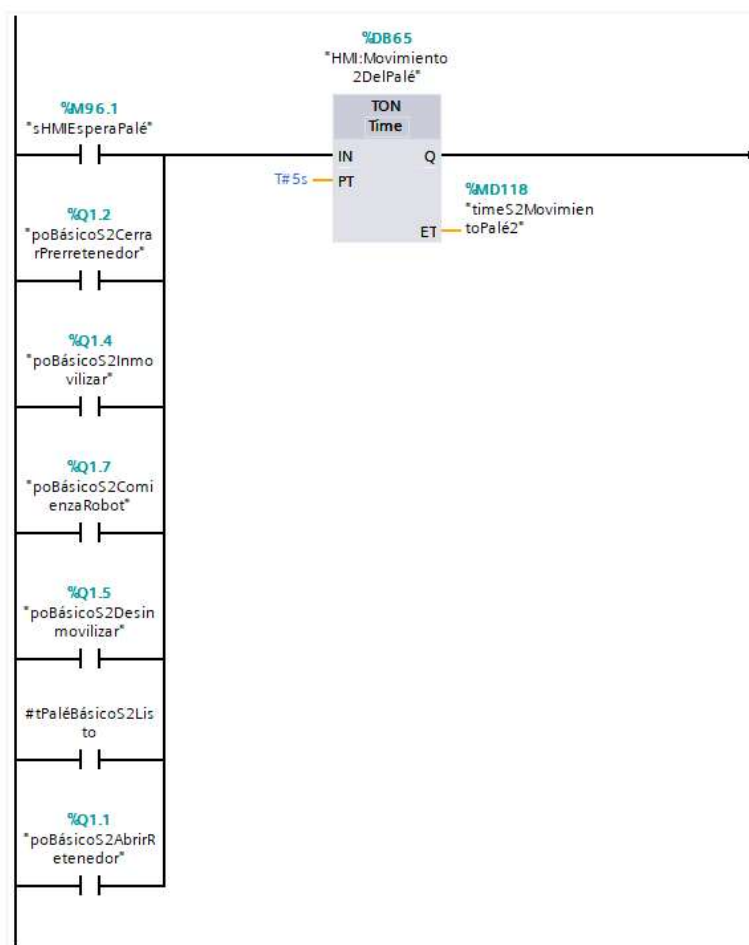 %DB65
"HMI:Movimiento
2DelPalé"
TON
Time
%M96.1
"sHMIEsperaPalé"
IN
Q
T#5s
PT
%MD118
"timeS2Movimien
toPalé2"
ET
%Q1.2
"poBásicoS2Cerra
rPrerretenedor"
%Q1.4
"poBásicoS2Inmo
vilizar"
%Q1.7
"poBásicoS2Comi
enzaRobot"
%Q1.5
"poBásicoS2Desin
movilizar"
#tPaléBásicoS2Lis
to
%Q1.1
"poBásicoS2AbrirR
etenedor"